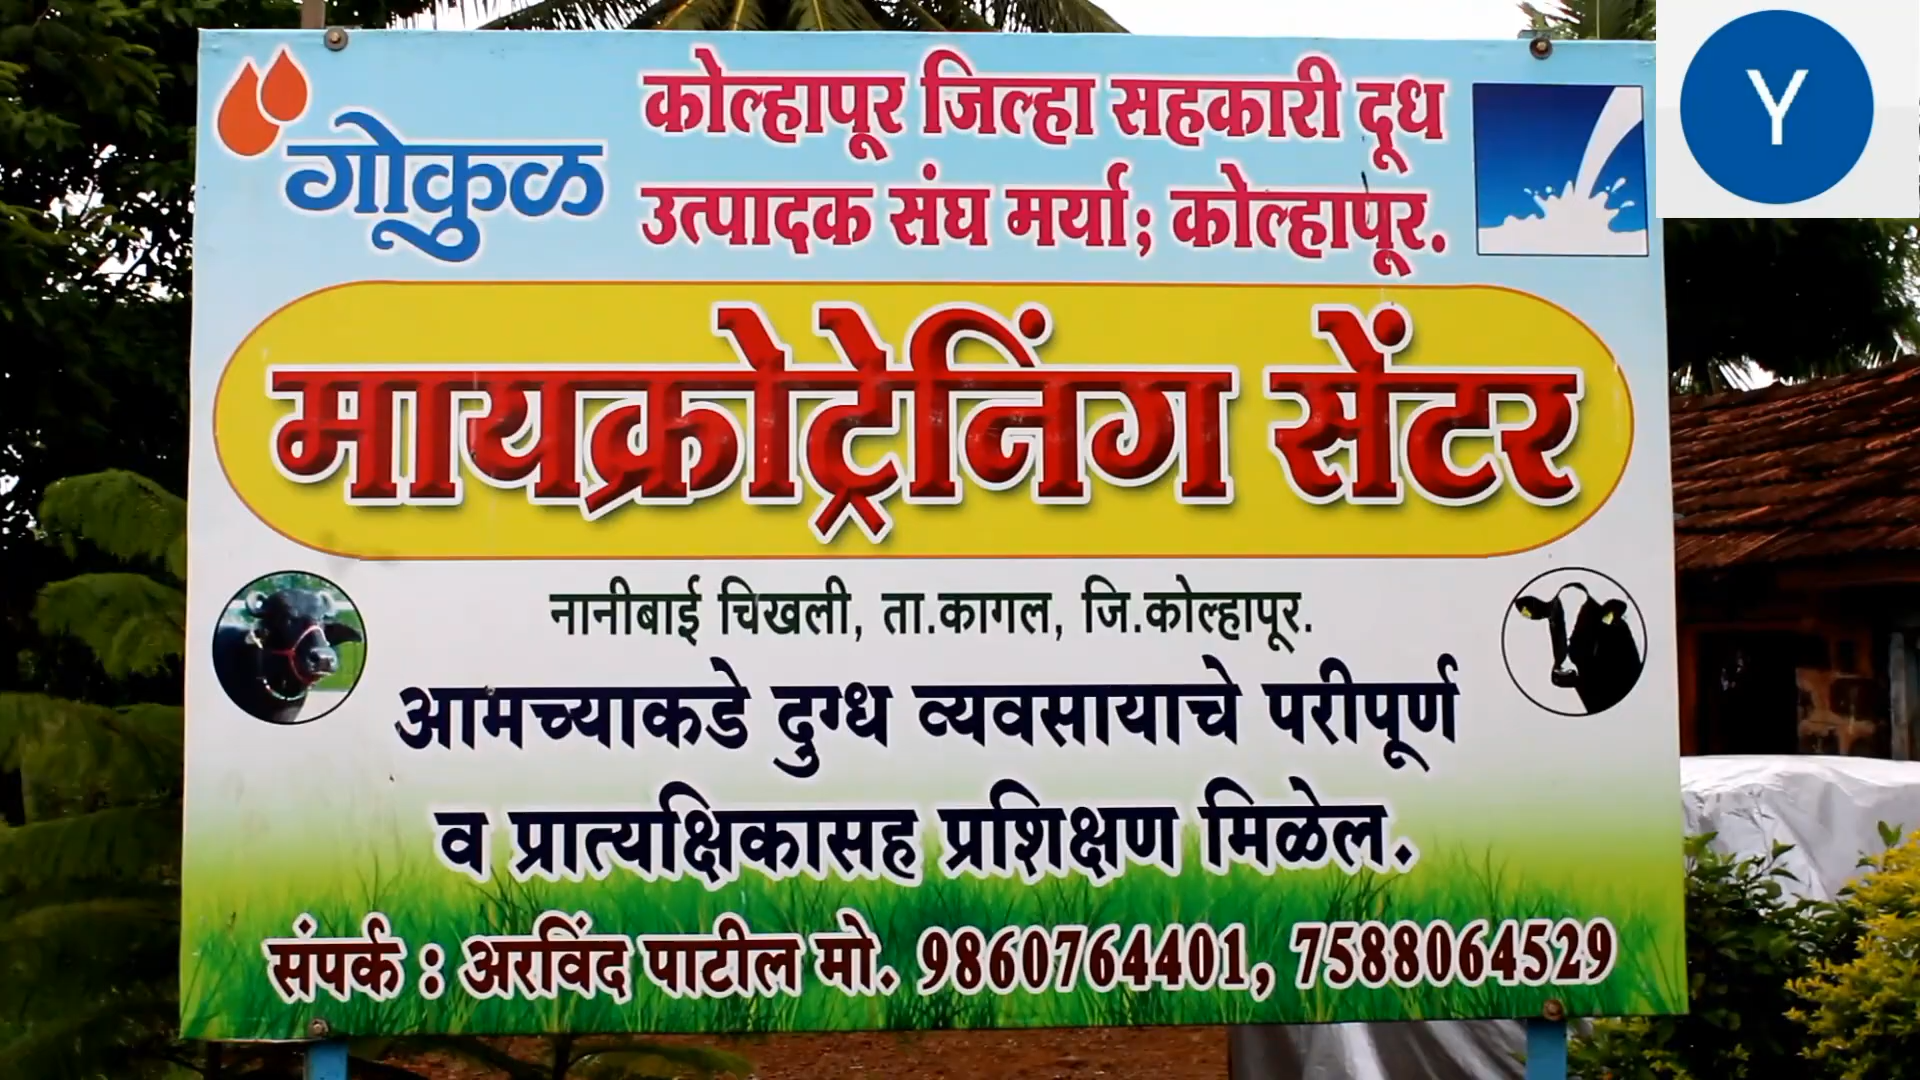 गोकुळ
कोल्हापूर जिल्हा सहकारी दूध
उत्पादक संघ मर्या; कोल्हापूर.
Y
मायक्रोट्रेनिंग सेंटर
नानीबाई चिखली, ता.कागल, जि.कोल्हापूर.
आमच्याकडे दुग्ध व्यवसायाचे परीपूर्ण
व प्रात्यक्षिकासह प्रशिक्षण मिळेल.
संपर्क : अरविंद पाटील मो. 9860764401, 7588064529